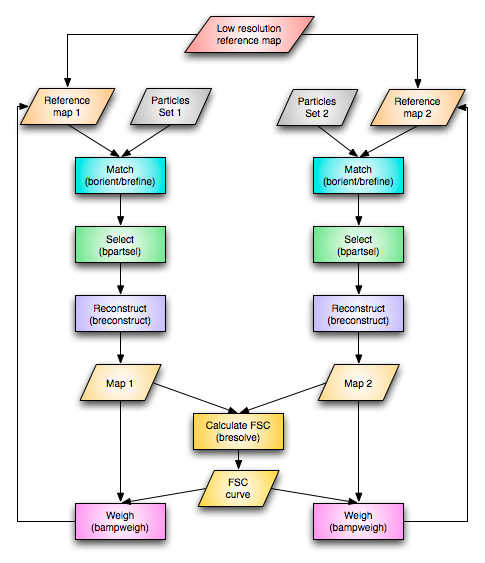 Low resolution
reference map
Reference
map 1
Particles
Set 1
Particles
Set 2
Reference
map 2
Match
(borient/brefine)
Match
(borient/brefine)
Select
(bpartsel)
Select
(bpartsel)
Reconstruct
(breconstruct)
Reconstruct
(breconstruct)
Map 1
Map 2
Calculate FSC
(bresolve)
FSC
curve
Weigh
(bampweigh)
Weigh
(bampweigh)